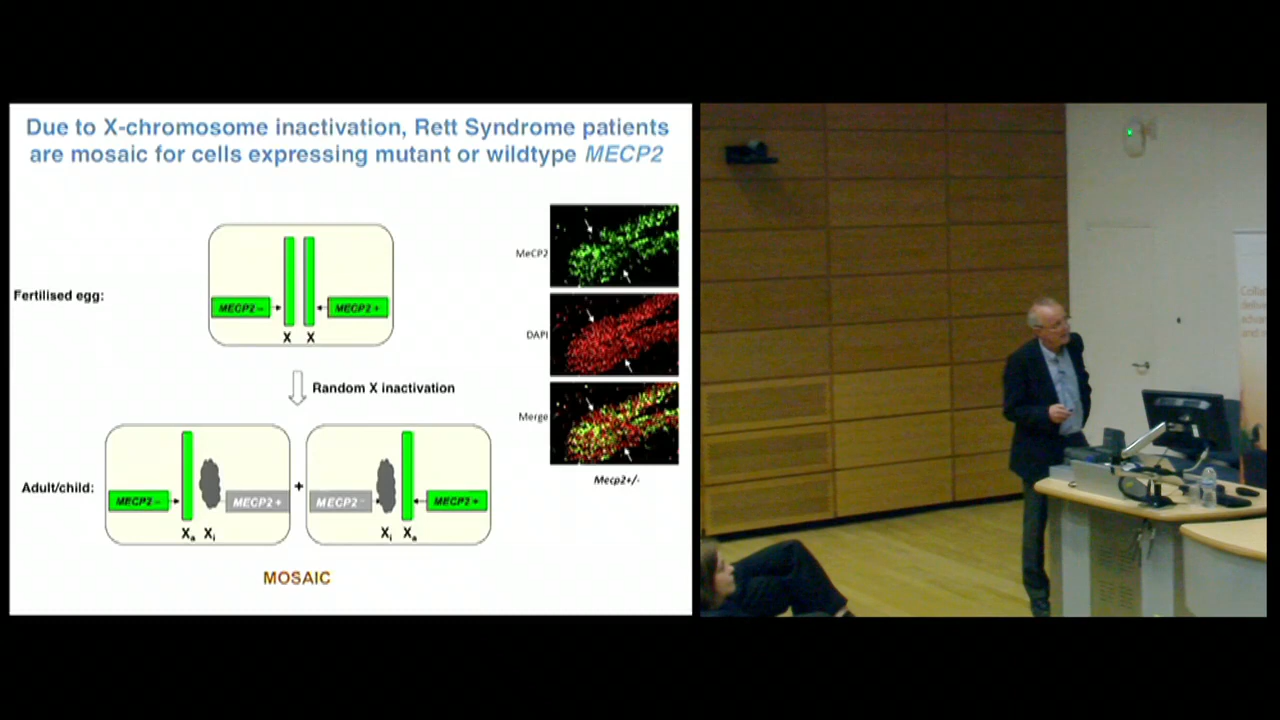 Due to X-chromosome inactivation, Rett Syndrome patients
are mosaic for cells expressing mutant or wildtype MECP2
Fertilised egg:
MECP2 –
MECP2 +
X X
Random X inactivation
Adult/child:
MECP2 –
MECP2 +
+
MECP2 –
MECP2 +
Xa Xi
Xi Xa
MOSAIC
MeCP2
DAPI
Merge
Mecp2+/-
and